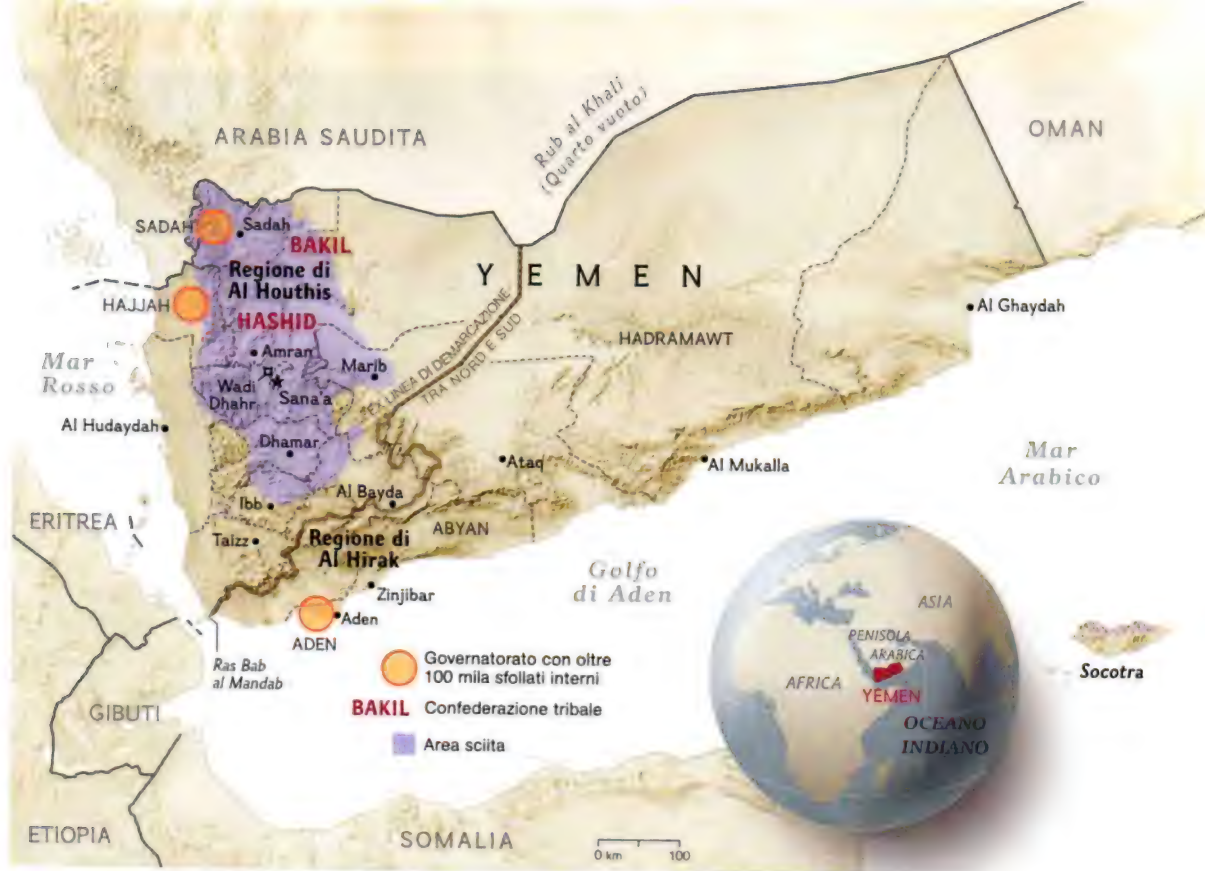 ARABIA SAUDITA
Rub al Khali
(Quarto vuoto)
OMAN
SADAH
Sadah
BAKIL
Regione di
Al Houthis
YEMEN
HAJJAH
HASHID
Al Ghaydah
HADRAMAWT
EX LINEA DI DEMARCAZIONE
TRA NORD E SUD
Mar
Rosso
Amran
Marib
Wadi
Dhahr
Sana'a
Al Hudaydah
Dhamar
Ataq
Al Mukalla
Mar
Arabico
Ibb
Al Bayda
ERITREA
ABYAN
Taizz
Regione di
Al Hirak
Golfo
di Aden
Zinjibar
Aden
ADEN
Ras Bab
al Mandab
GIBUTI
ETIOPIA
SOMALIA
Governatorato con oltre
100 mila sfollati interni
BAKIL Confederazione tribale
Area sciita
0 km 100
ASIA
PENISOLA
ARABICA
AFRICA
YEMEN
OCEANO
INDIANO
Socotra